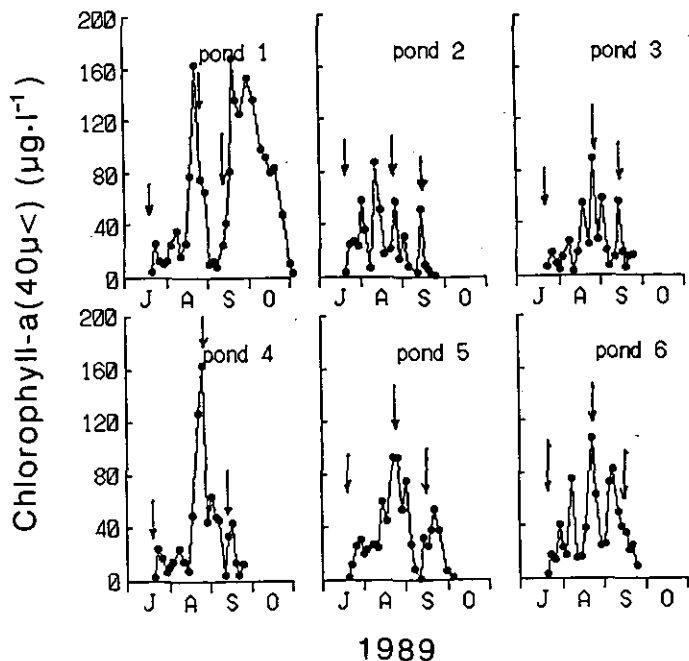 Chlorophyll-a(40μ<) (μg·l⁻¹)
200
160
120
80
40
0
pond 1
J A S O
pond 2
J A S O
pond 3
J A S O
200
160
120
80
40
0
pond 4
J A S O
pond 5
J A S O
pond 6
J A S O
1989